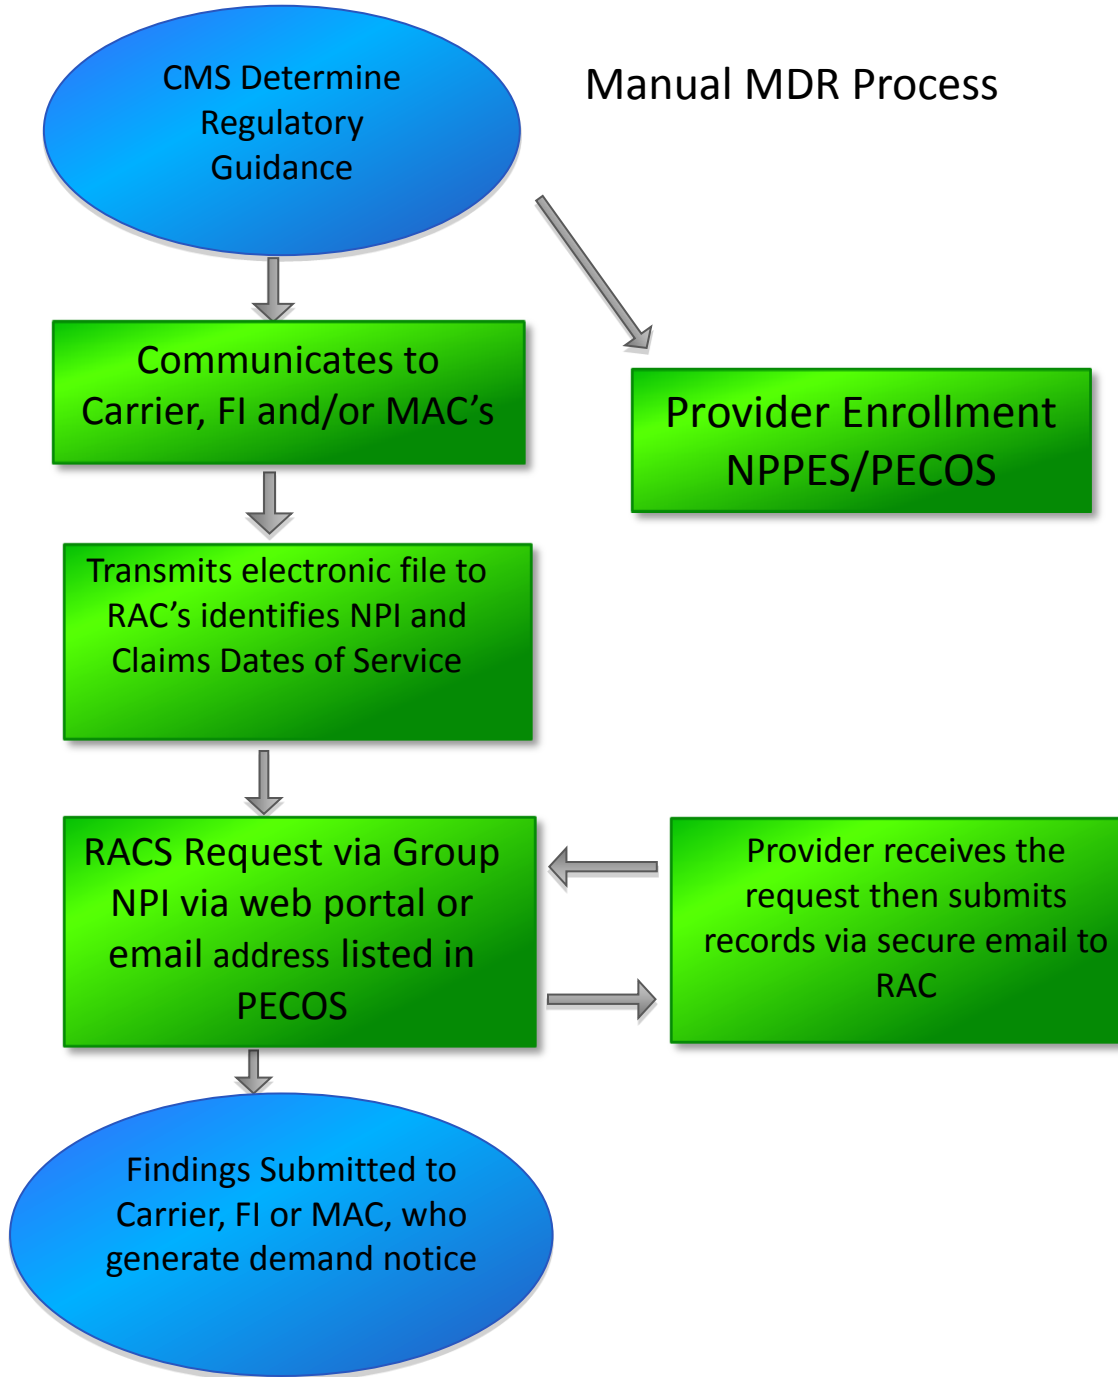 CMS Determine
Regulatory
Guidance
Manual MDR Process
Communicates to
Carrier, FI and/or MAC’s
Provider Enrollment
NPPES/PECOS
Transmits electronic file to
RAC’s identifies NPI and
Claims Dates of Service
RACS Request via Group
NPI via web portal or
email address listed in
PECOS
Provider receives the
request then submits
records via secure email to
RAC
Findings Submitted to
Carrier, FI or MAC, who
generate demand notice